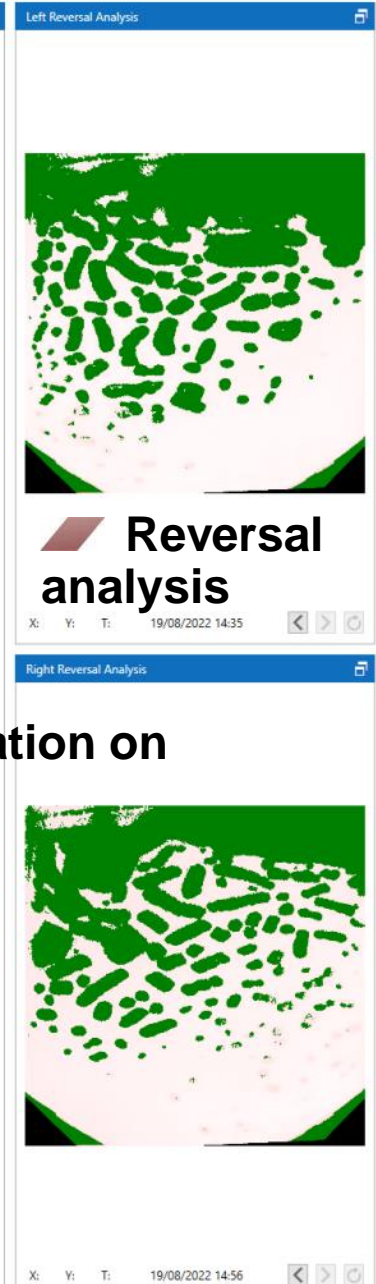 Left Reversal Analysis
Reversal
analysis
X: Y: T: 19/08/2022 14:35
Right Reversal Analysis
ation on
X: Y: T: 19/08/2022 14:56